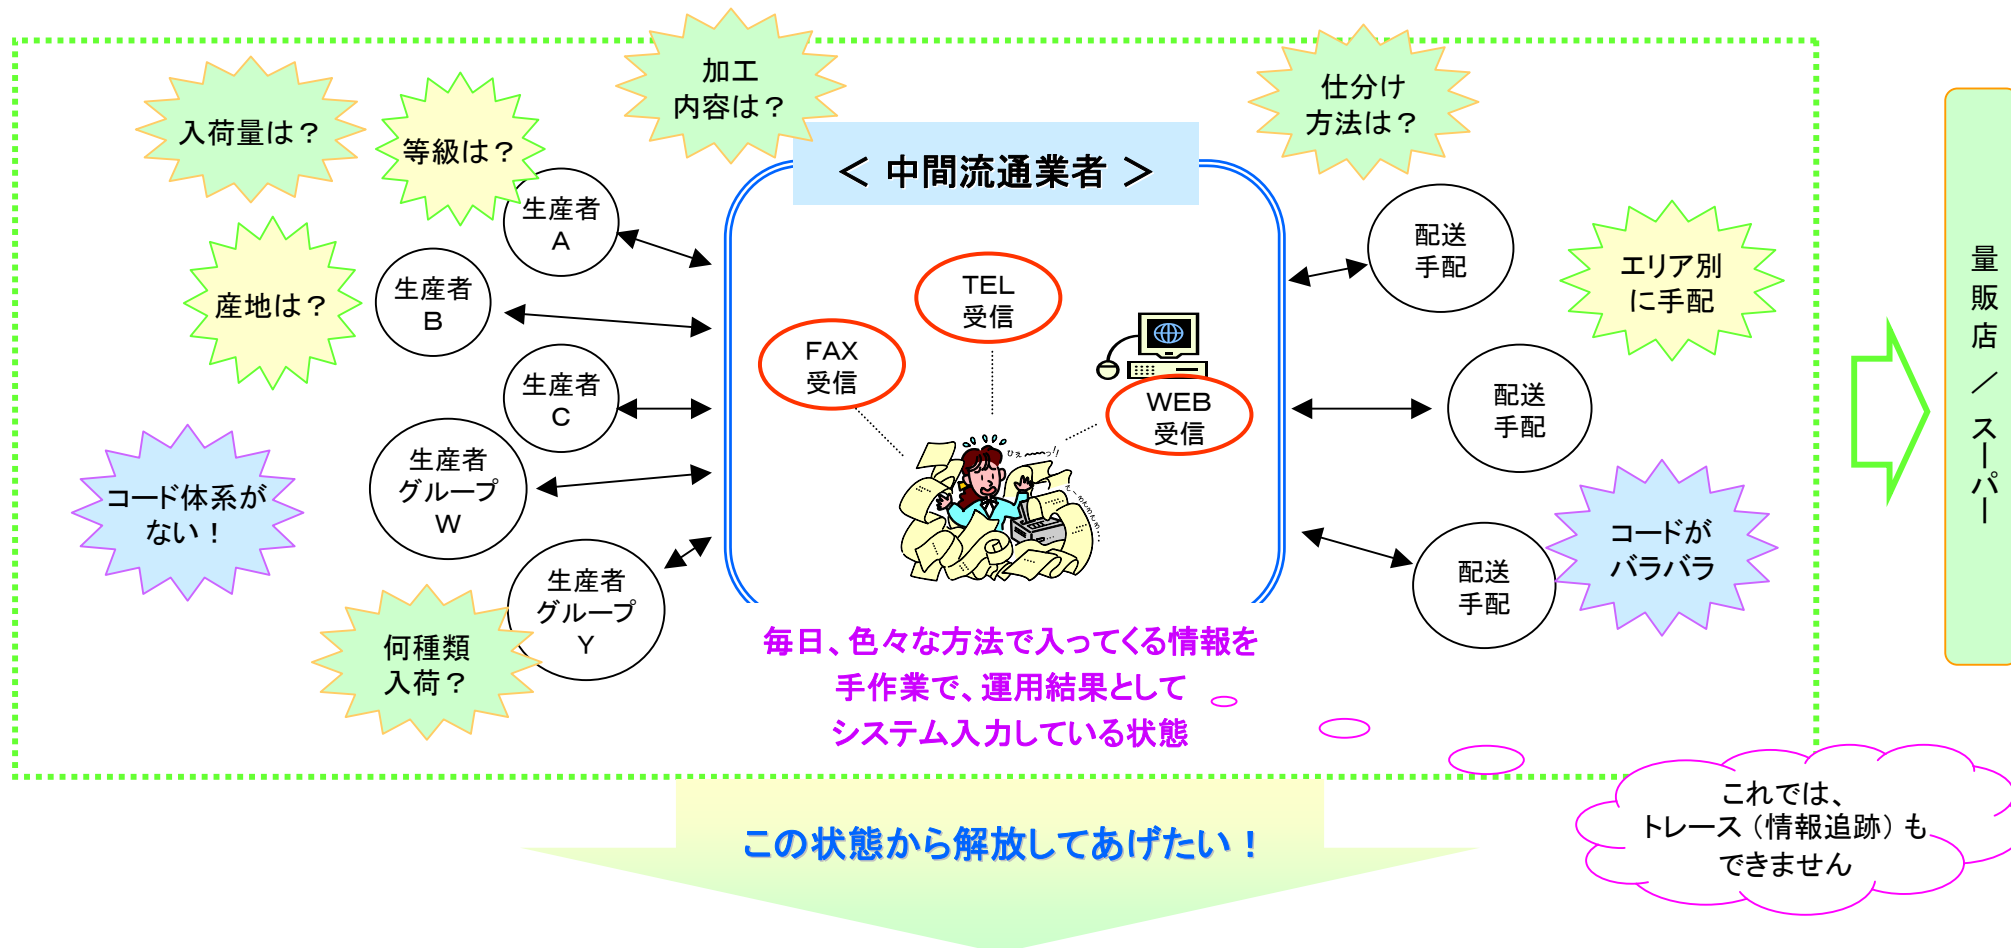 加工
内容は？
仕分け
方法は？
入荷量は？
等級は？
＜ 中間流通業者 ＞
生産者
A
配送
手配
エリア別
に手配
産地は？
生産者
B
TEL
受信
FAX
受信
WEB
受信
生産者
C
配送
手配
生産者
グループ
W
コード体系が
ない！
ひえ〜〜っ!!
コードが
バラバラ
配送
手配
生産者
グループ
Y
何種類
入荷？
毎日、色々な方法で入ってくる情報を
手作業で、運用結果として
システム入力している状態
量販店／スーパー
この状態から解放してあげたい！
これでは、
トレース（情報追跡）も
できません